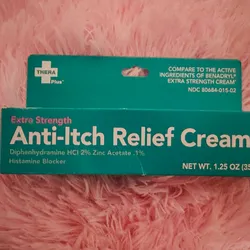 THERA
Plus
COMPARE TO THE ACTIVE
INGREDIENTS OF BENADRYL®
EXTRA STRENGTH CREAM*
NDC 80684-015-02
Extra Strength
Anti-Itch Relief Cream
Diphenhydramine HCl 2% Zinc Acetate .1%
Histamine Blocker
NET WT. 1.25 OZ (35